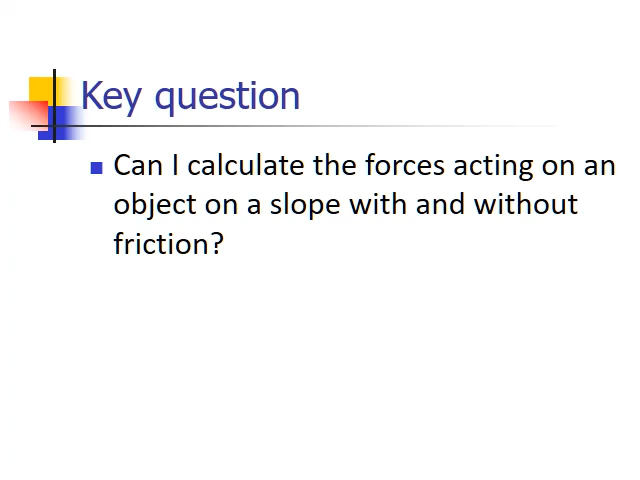 Key question
Can I calculate the forces acting on an
object on a slope with and without
friction?